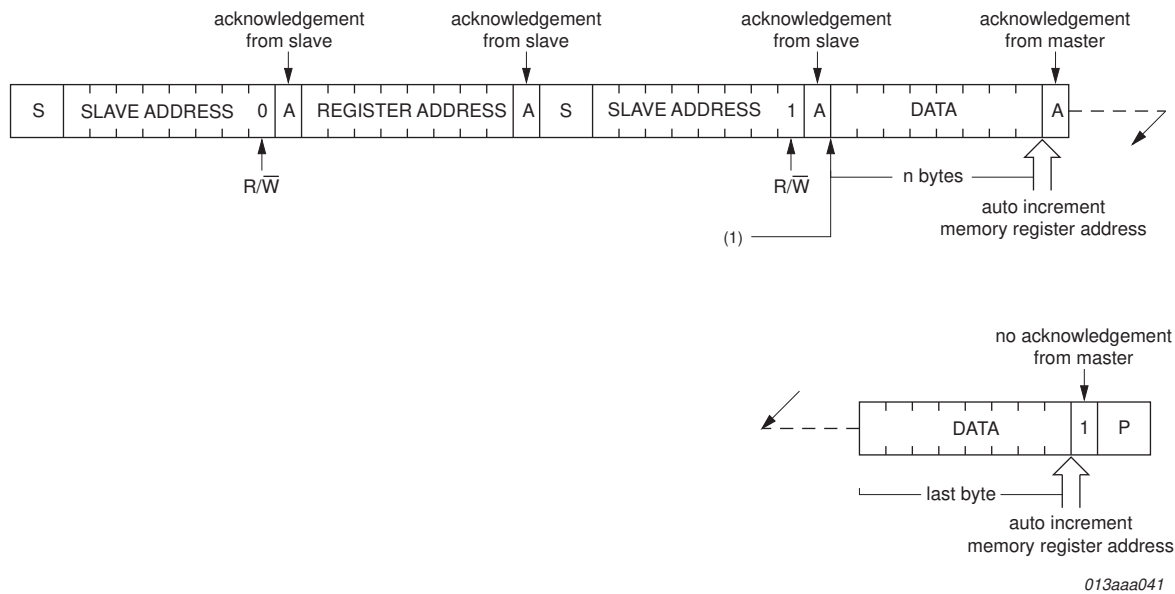 acknowledgement
from slave
acknowledgement
from slave
acknowledgement
from slave
acknowledgement
from master
S SLAVE ADDRESS 0 A REGISTER ADDRESS A S SLAVE ADDRESS 1 A DATA A
R/W̅
R/W̅
n bytes
auto increment
memory register address
(1)
no acknowledgement
from master
DATA 1 P
last byte
auto increment
memory register address
013aaa041